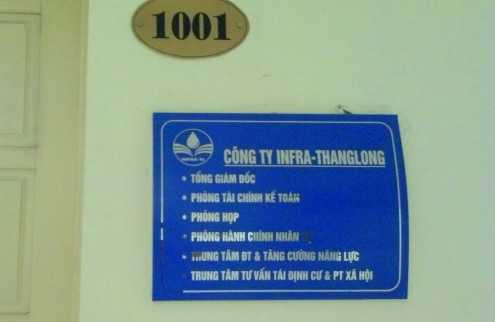 1001
CÔNG TY INFRA-THANGLONG
• TỔNG GIÁM ĐỐC
• PHÒNG TÀI CHÍNH KẾ TOÁN
• PHÒNG HỌP
• PHÒNG HÀNH CHÍNH NHÂN
• TRUNG TÂM ĐT & TĂNG CƯỜNG NĂNG LỰC
• TRUNG TÂM TƯ VẤN TÁI ĐỊNH CƯ & PT XÃ HỘI